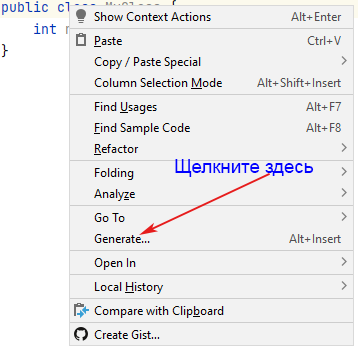 public class MyClass {
Show Context Actions Alt+Enter
int
Paste Ctrl+V
}
Copy / Paste Special
Column Selection Mode Alt+Shift+Insert
Find Usages Alt+F7
Find Sample Code Alt+F8
Refactor
Щелкните здесь
Folding
Analyze
Go To
Generate... Alt+Insert
Open In
Local History
Compare with Clipboard
Create Gist...